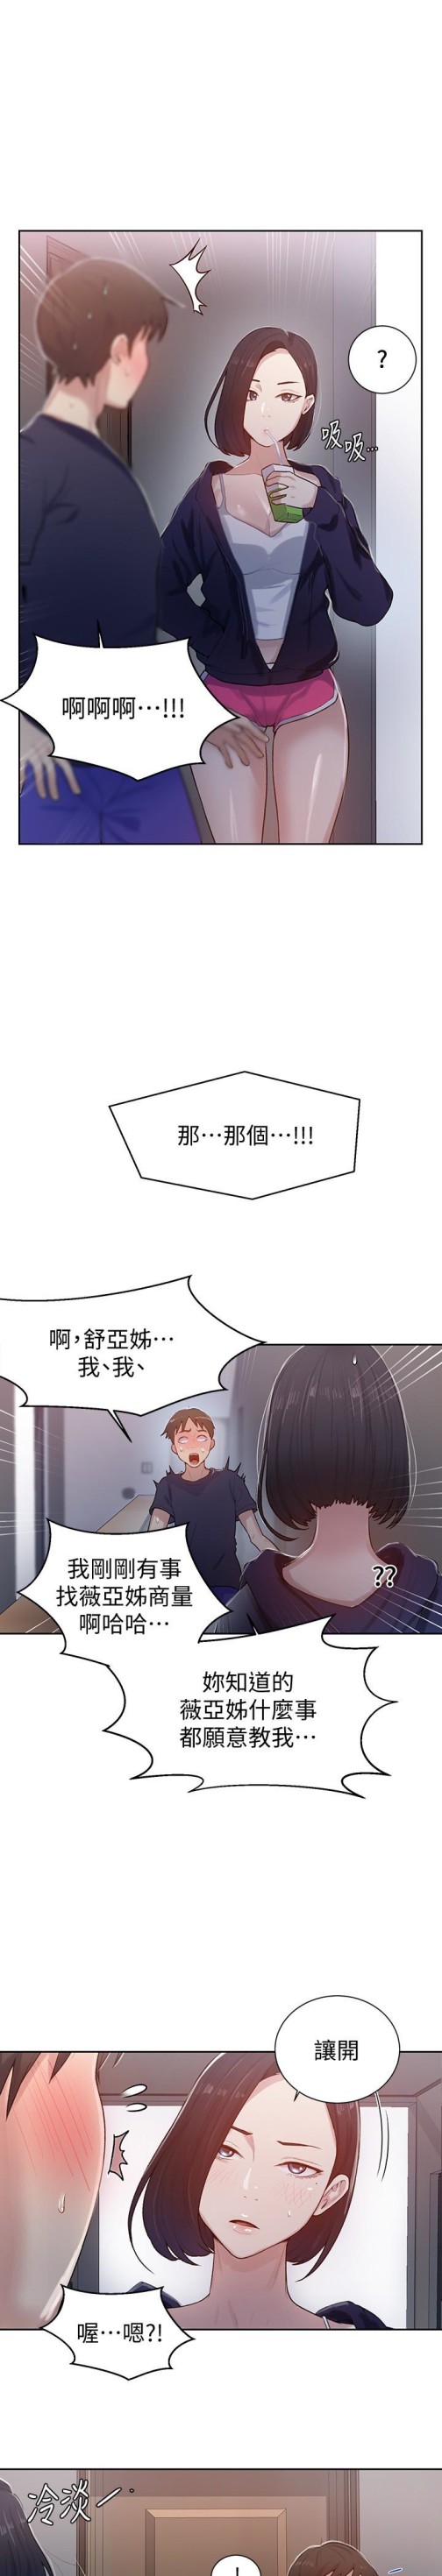 ?
吸吸…
啊啊啊…!!!
那…那個…!!!
啊,舒亞姊…
我、我、
我剛剛有事
找薇亞姊商量
啊哈哈…
??
妳知道的
薇亞姊什麼事
都願意教我…
讓開
喔…嗯?!
冷淡一。
!